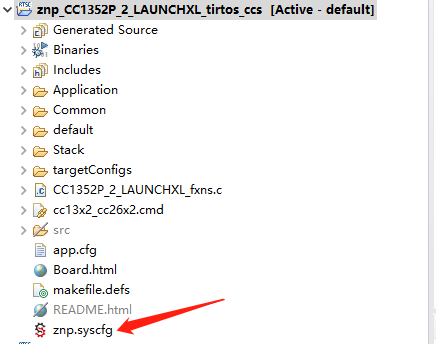 znp_CC1352P_2_LAUNCHXL_tirtos_ccs [Active - default]
Generated Source
Binaries
Includes
Application
Common
default
Stack
targetConfigs
CC1352P_2_LAUNCHXL_fxns.c
cc13x2_cc26x2.cmd
src
app.cfg
Board.html
makefile.defs
README.html
znp.syscfg